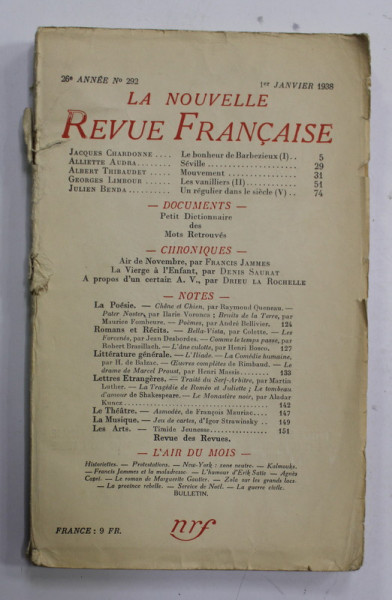 26e ANNÉE No 292 1er JANVIER 1938
LA NOUVELLE
REVUE FRANÇAISE
JACQUES CHARDONNE .... Le bonheur de Barbezieux (I).. 5
ALLIETTE AUDRA........ Séville .................. 29
ALBERT THIBAUDET .... Mouvement ................ 31
GEORGES LIMBOUR ...... Les vanilliers (II)......... 51
JULIEN BENDA.......... Un régulier dans le siècle (V) .. 74
— DOCUMENTS —
Petit Dictionnaire
des
Mots Retrouvés
— CHRONIQUES —
Air de Novembre, par FRANCIS JAMMES
La Vierge à l'Enfant, par DENIS SAURAT
A propos d'un certain A. V., par DRIEU LA ROCHELLE
— NOTES —
La Poésie. — Chêne et Chien, par Raymond Queneau. —
Pater Noster, par Boris Voronca ; Bruits de la Terre, par
Maurice Fombeure. — Poèmes, par André Bellivier. 124
Romans et Récits. — Bella-Vista, par Colette. — Les
Forcenés, par Jean Desbordes. — Comme le temps passe, par
Robert Brasillach. — L'âne culotte, par Henri Bosco. 127
Littérature générale. — L'Iliade. — La Comédie humaine,
par H. de Balzac. — Œuvres complètes de Rimbaud. — Le
drame de Marcel Proust, par Henri Massis. ...... 133
Lettres Etrangères. — Traité du Serf-Arbitre, par Martin
Luther. — La Tragédie de Roméo et Juliette ; Le tombeau
d'amour de Shakespeare. — Le Monastère noir, par Aladar
Kuncz ................ 142
Le Théâtre. — Asmodée, de François Mauriac..... 147
La Musique. — Jeu de cartes, d'Igor Strawinsky .. 149
Les Arts. — Timide Jeunesse.............. 151
Revue des Revues.
— L'AIR DU MOIS —
Historiettes. — Protestations. — New-York : zone neutre. — Kalmouks.
— Francis Jammes et la maladresse. — L'humour d'Erik Satie. — Agnès
Capri. — Le roman de Marguerite Gautier. — Zola sur les grands lacs.
— La province rebelle. — Service de Noël. — La guerre civile.
BULLETIN.
FRANCE : 9 FR.
nrf